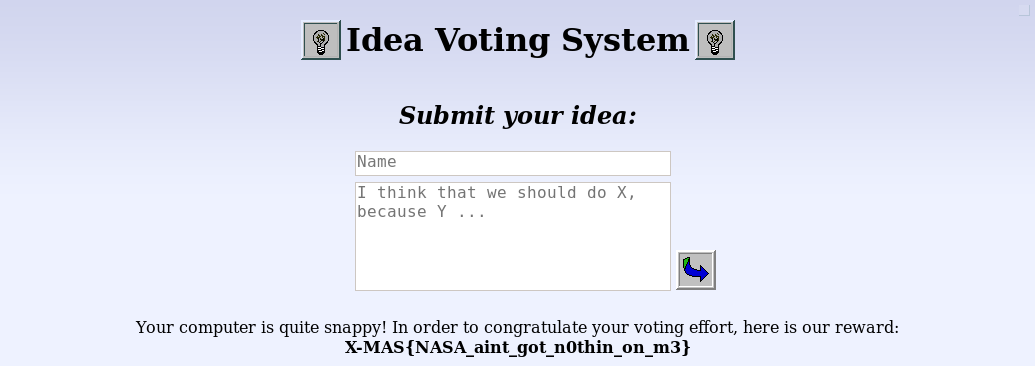 Idea Voting System
Submit your idea:
Name
I think that we should do X,
because Y ...
Your computer is quite snappy! In order to congratulate your voting effort, here is our reward:
X-MAS{NASA_aint_got_n0thin_on_m3}